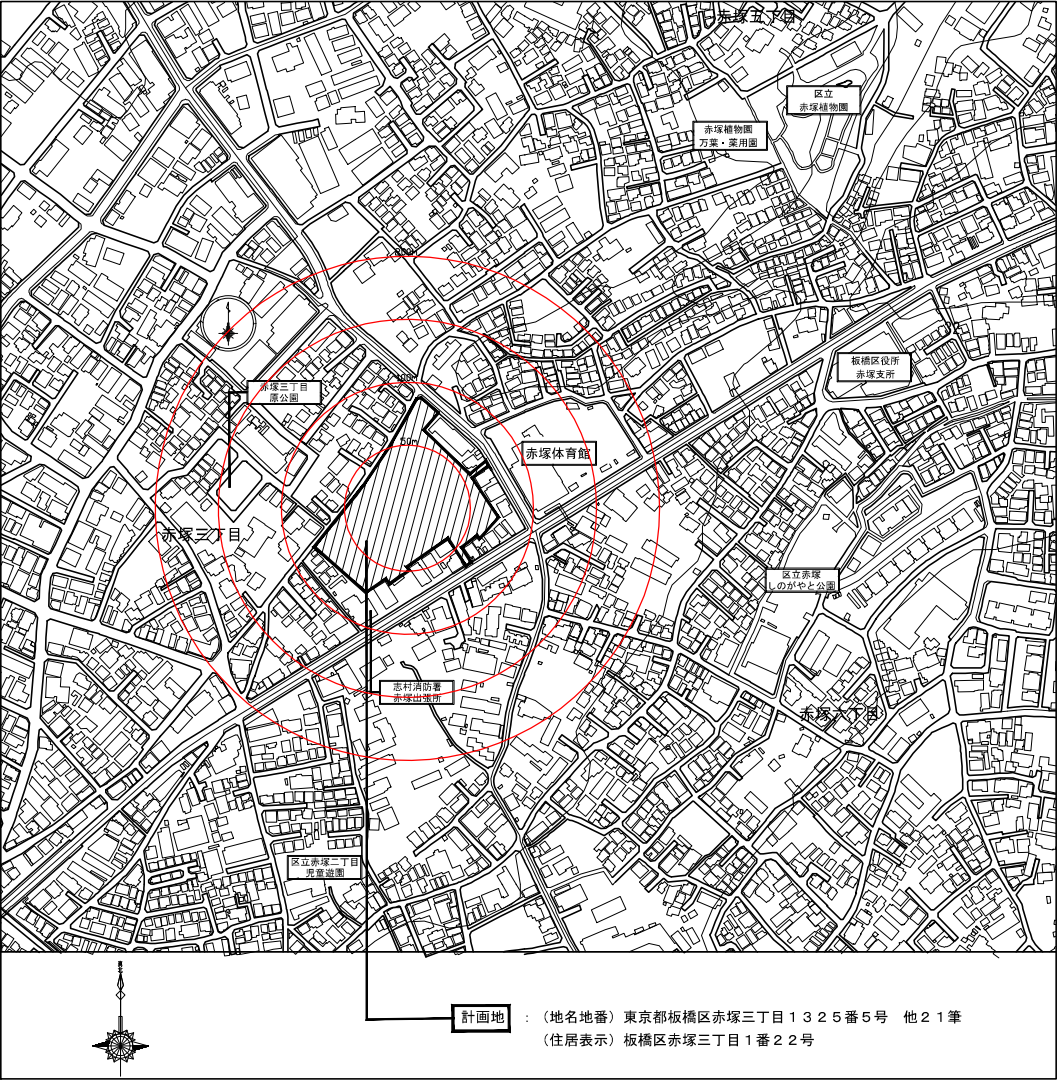 赤塚五丁目
区立
赤塚植物園
赤塚植物園
万葉・薬用園
板橋区役所
赤塚支所
赤塚三丁目
原公園
100m
50m
赤塚体育館
赤塚三丁目
区立赤塚
しのがやと公園
志村消防署
赤塚出張所
赤塚六丁目
区立赤塚二丁目
児童遊園
計画地 : (地名地番) 東京都板橋区赤塚三丁目1325番5号 他21筆
(住居表示) 板橋区赤塚三丁目1番22号